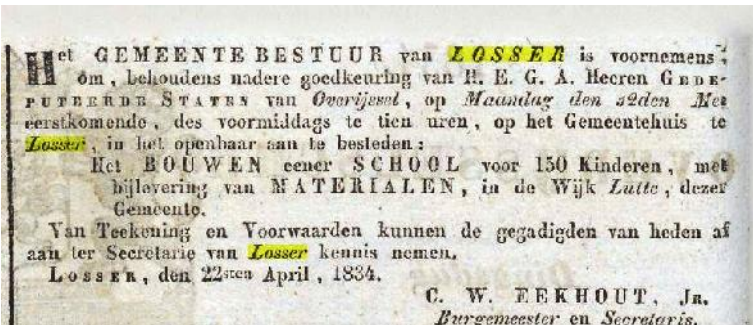 Het GEMEENTEBESTUUR van LOSSER is voornemens,
om, behoudens nadere goedkeuring van H. E. G. A. Heeren GEDE-
PUTEERDE STATEN van Overijssel, op Maandag den 12den Mei
eerstkomende, des voormiddags te tien uren, op het Gemeentehuis te
Losser, in het openbaar aan te besteden:
Het BOUWEN eener SCHOOL voor 150 Kinderen, met
bijlevering van MATERIALEN, in de Wijk Lutte, dezer
Gemeente.
Van Teekening en Voorwaarden kunnen de gegadigden van heden af
aan ter Secretarie van Losser kennis nemen.
LOSSER, den 22sten April, 1834.
C. W. EEKHOUT, JR.
Burgemeester en Secretaris.